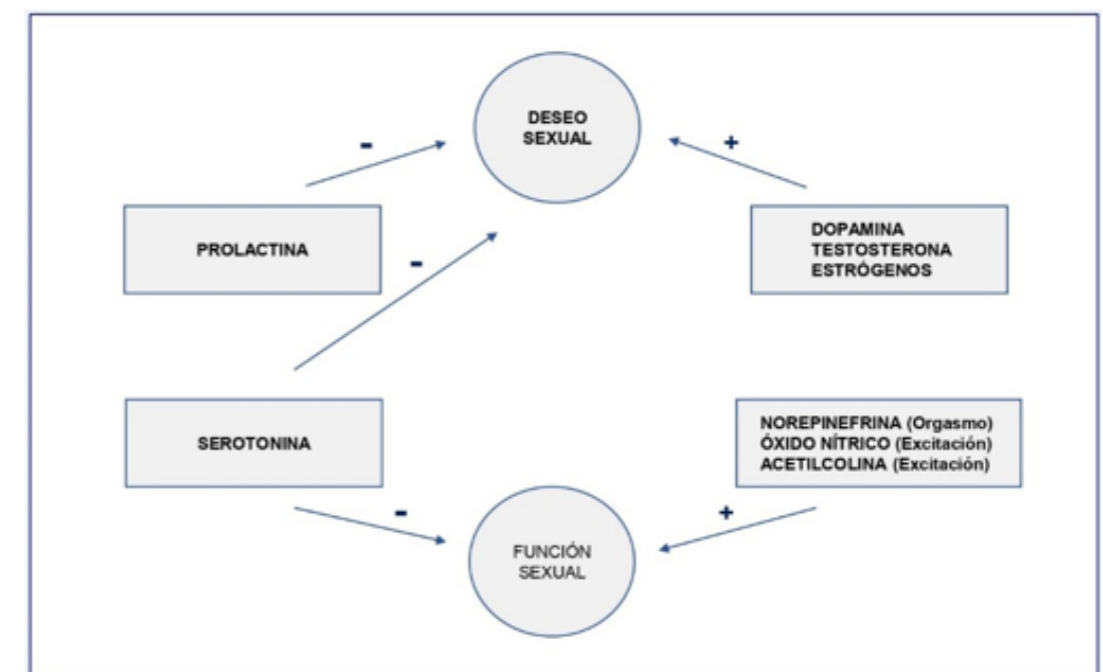 DESEO
SEXUAL
-
+
PROLACTINA
-
DOPAMINA
TESTOSTERONA
ESTRÓGENOS
SEROTONINA
NOREPINEFRINA (Orgasmo)
ÓXIDO NÍTRICO (Excitación)
ACETILCOLINA (Excitación)
-
+
FUNCIÓN
SEXUAL